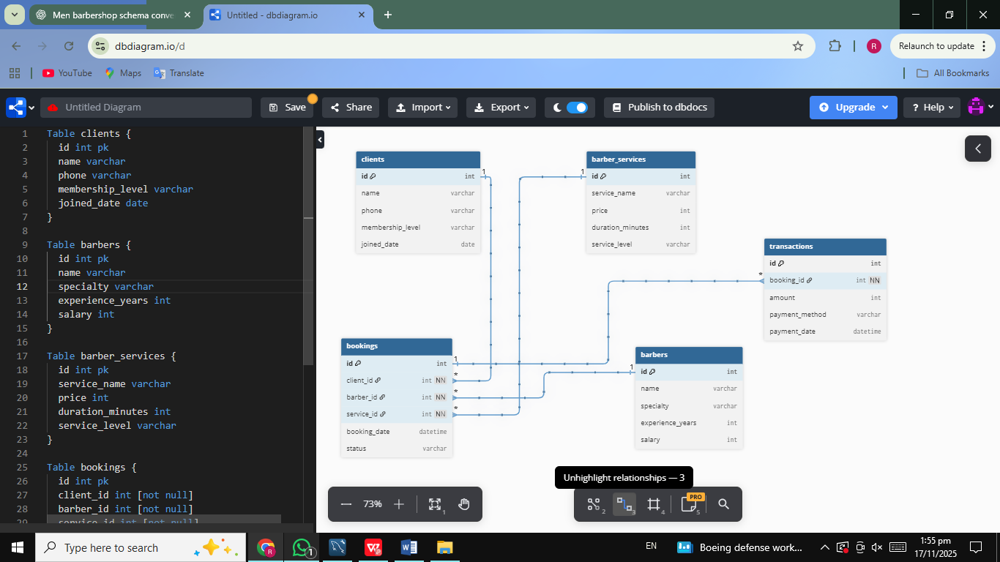 Men barbershop schema conve
Untitled - dbdiagram.io
dbdiagram.io/d
R
Relaunch to update
YouTube
Maps
Translate
All Bookmarks
Untitled Diagram
Save
Share
Import
Export
Publish to dbdocs
Upgrade
? Help
1 Table clients {
2 id int pk
3 name varchar
4 phone varchar
5 membership_level varchar
6 joined_date date
7 }
8
9 Table barbers {
10 id int pk
11 name varchar
12 specialty varchar
13 experience_years int
14 salary int
15 }
16
17 Table barber_services {
18 id int pk
19 service_name varchar
20 price int
21 duration_minutes int
22 service_level varchar
23 }
24
25 Table bookings {
26 id int pk
27 client_id int [not null]
28 barber_id int [not null]
29 service_id int [not null]
clients
id int 1
name varchar
phone varchar
membership_level varchar
joined_date date
barber_services
1 id int
service_name varchar
price int
duration_minutes int
service_level varchar
transactions
id int
* booking_id int NN
amount int
payment_method varchar
payment_date datetime
bookings
id int 1
client_id int NN *
barber_id int NN *
service_id int NN *
booking_date datetime
status varchar
barbers
1 id int
name varchar
specialty varchar
experience_years int
salary int
Unhighlight relationships — 3
73%
1
2
3
4
PRO
5
Type here to search
R
1
W
EN
Boeing defense work...
1:55 pm
17/11/2025